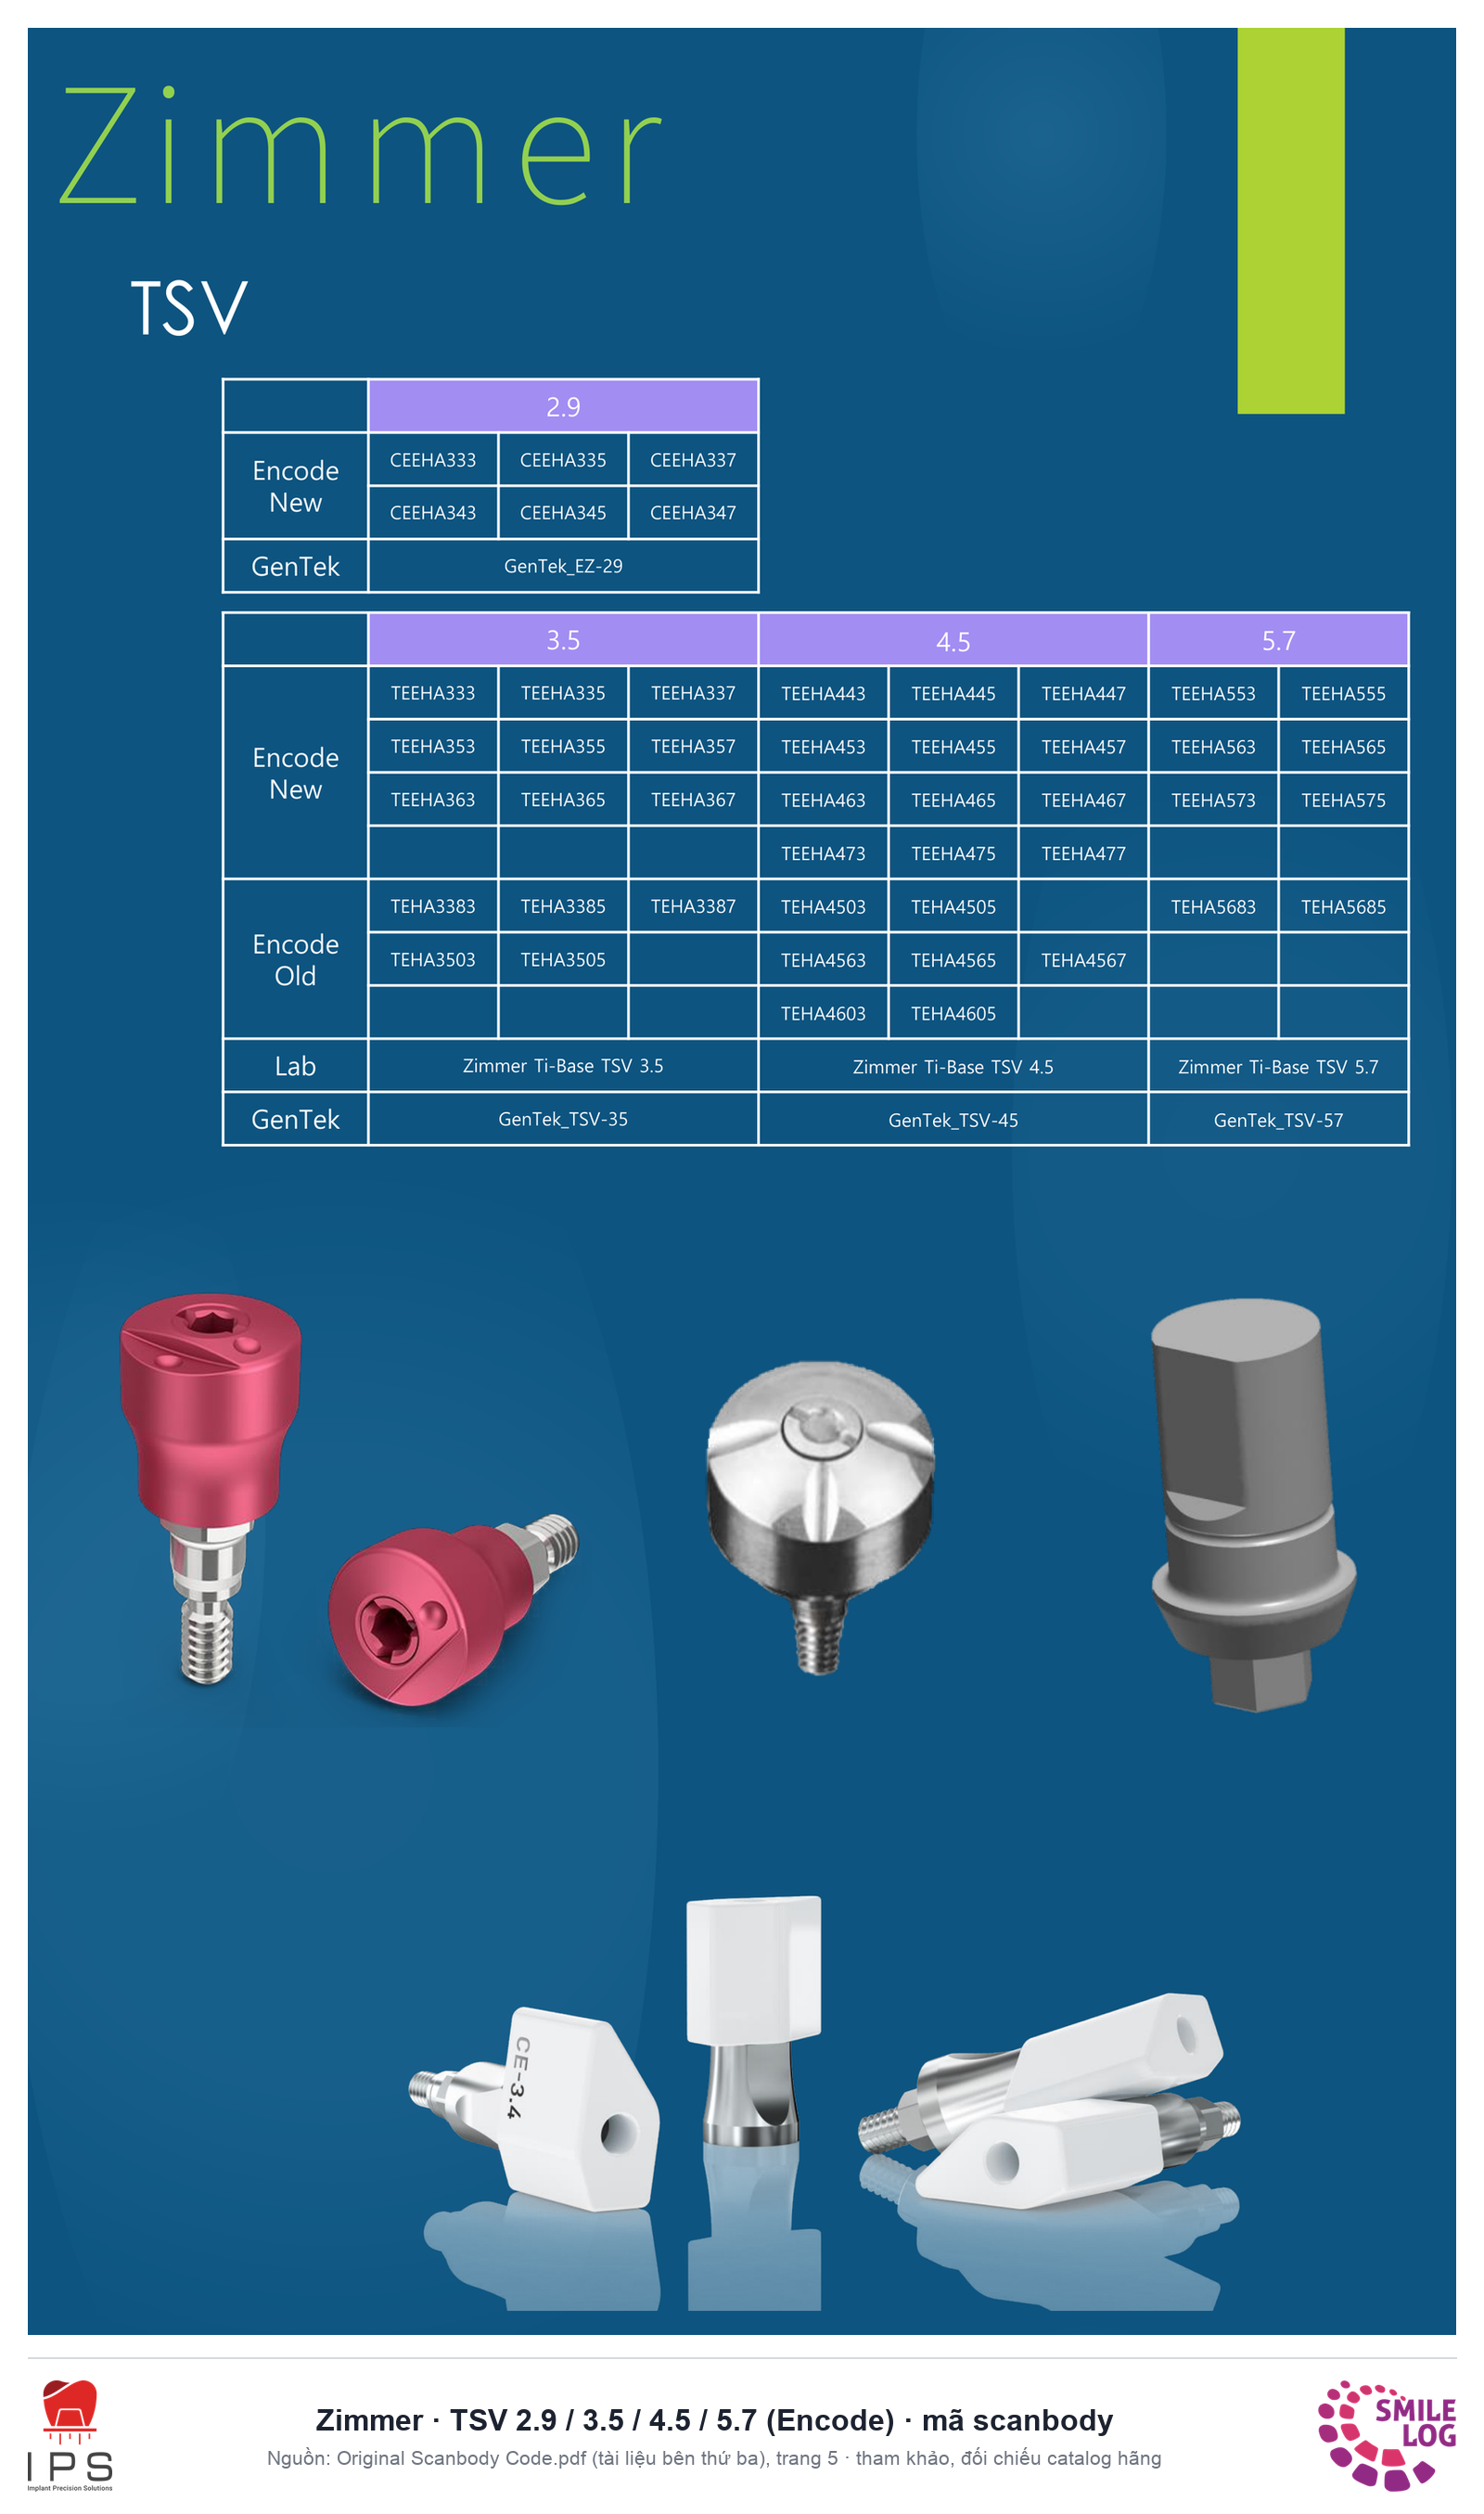 Zimmer
TSV
2.9
Encode New
CEEHA333 CEEHA335 CEEHA337
CEEHA343 CEEHA345 CEEHA347
GenTek GenTek_EZ-29
3.5 4.5 5.7
Encode New
TEEHA333 TEEHA335 TEEHA337 TEEHA443 TEEHA445 TEEHA447 TEEHA553 TEEHA555
TEEHA353 TEEHA355 TEEHA357 TEEHA453 TEEHA455 TEEHA457 TEEHA563 TEEHA565
TEEHA363 TEEHA365 TEEHA367 TEEHA463 TEEHA465 TEEHA467 TEEHA573 TEEHA575
TEEHA473 TEEHA475 TEEHA477
Encode Old
TEHA3383 TEHA3385 TEHA3387 TEHA4503 TEHA4505 TEHA5683 TEHA5685
TEHA3503 TEHA3505 TEHA4563 TEHA4565 TEHA4567
TEHA4603 TEHA4605
Lab Zimmer Ti-Base TSV 3.5 Zimmer Ti-Base TSV 4.5 Zimmer Ti-Base TSV 5.7
GenTek GenTek_TSV-35 GenTek_TSV-45 GenTek_TSV-57
CE-3.4
IPS
Implant Precision Solutions
Zimmer · TSV 2.9 / 3.5 / 4.5 / 5.7 (Encode) · mã scanbody
Nguồn: Original Scanbody Code.pdf (tài liệu bên thứ ba), trang 5 · tham khảo, đối chiếu catalog hãng
SMILE
LOG